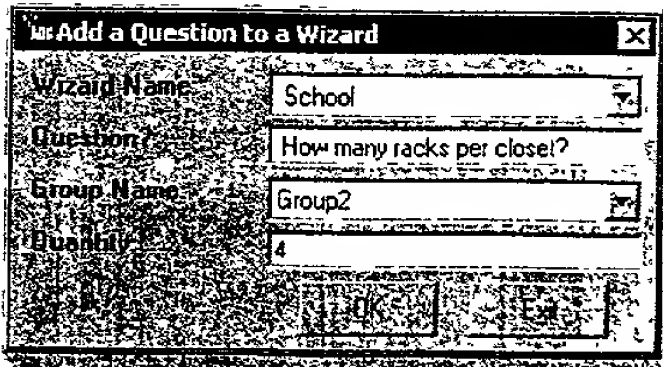 Add a Question to a Wizard
Wizard Name School
Question? How many racks per closet?
Group Name Group2
Quantity 4
OK Exit